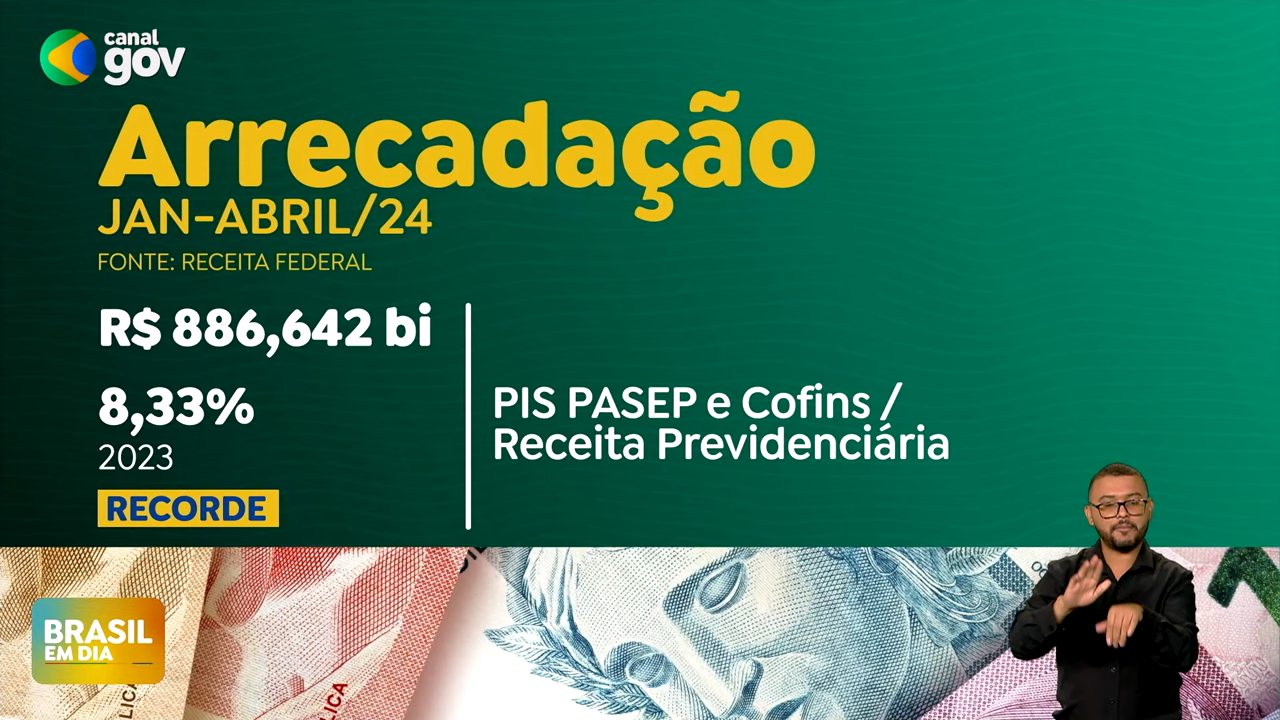 canal
gov
Arrecadação
JAN-ABRIL/24
FONTE: RECEITA FEDERAL
R$ 886,642 bi
8,33%
2023
RECORDE
PIS PASEP e Cofins /
Receita Previdenciária
BRASIL
EM DIA